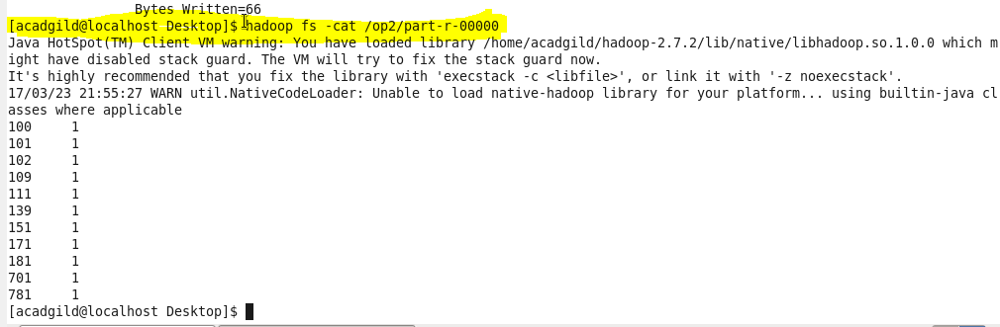 Bytes Written=66
[acadgild@localhost Desktop]$ hadoop fs -cat /op2/part-r-00000
Java HotSpot(TM) Client VM warning: You have loaded library /home/acadgild/hadoop-2.7.2/lib/native/libhadoop.so.1.0.0 which m
ight have disabled stack guard. The VM will try to fix the stack guard now.
It's highly recommended that you fix the library with 'execstack -c <libfile>', or link it with '-z noexecstack'.
17/03/23 21:55:27 WARN util.NativeCodeLoader: Unable to load native-hadoop library for your platform... using builtin-java cl
asses where applicable
100     1
101     1
102     1
109     1
111     1
139     1
151     1
171     1
181     1
701     1
781     1
[acadgild@localhost Desktop]$